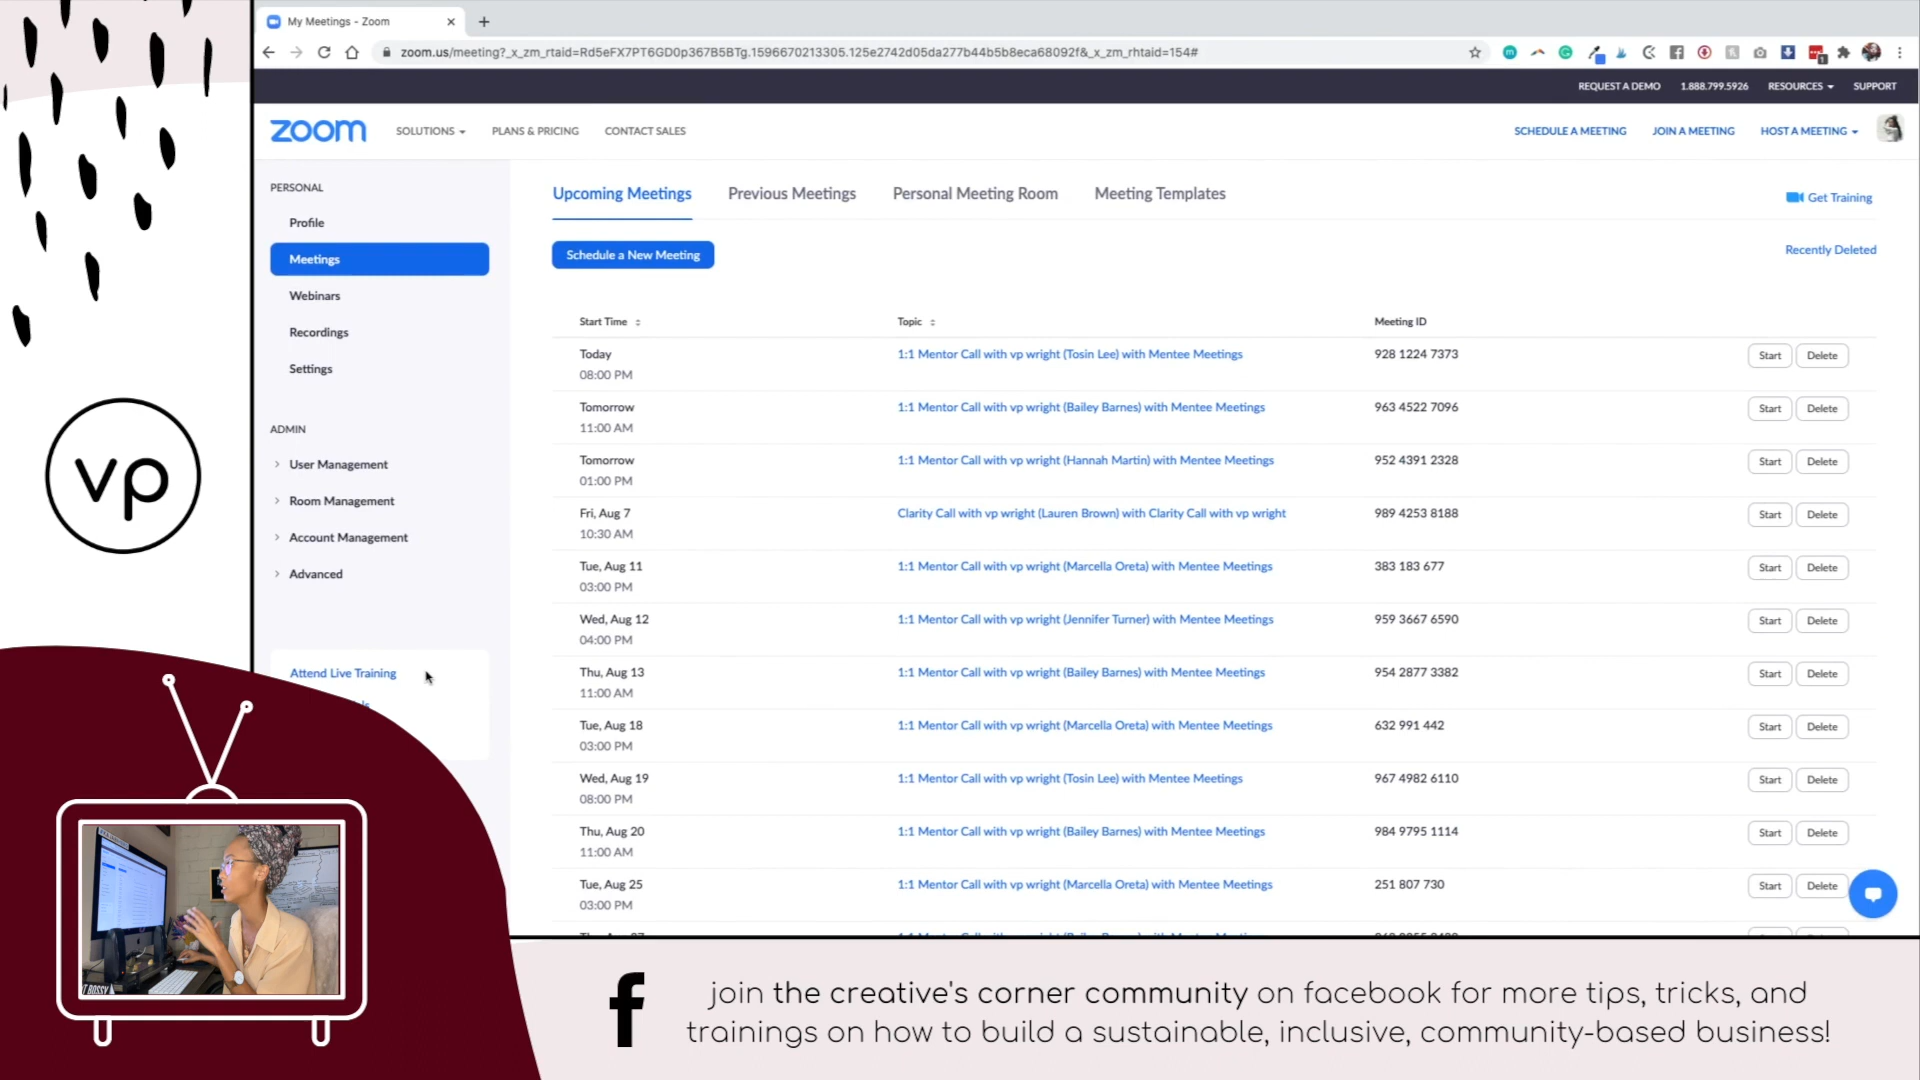 My Meetings - Zoom
zoom.us/meeting?_x_zm_rtaid=Rd5eFX7PT6GD0p367B5BTg.1596670213305.125e2742d05da277b44b5b8eca68092f&_x_zm_rhtaid=154#
REQUEST A DEMO 1.888.799.5926 RESOURCES SUPPORT
zoom SOLUTIONS PLANS & PRICING CONTACT SALES SCHEDULE A MEETING JOIN A MEETING HOST A MEETING
PERSONAL
Profile
Meetings
Webinars
Recordings
Settings
ADMIN
User Management
Room Management
Account Management
Advanced
Attend Live Training
Upcoming Meetings Previous Meetings Personal Meeting Room Meeting Templates Get Training
Schedule a New Meeting Recently Deleted
Start Time Topic Meeting ID
Today 1:1 Mentor Call with vp wright (Tosin Lee) with Mentee Meetings 928 1224 7373 Start Delete
08:00 PM
Tomorrow 1:1 Mentor Call with vp wright (Bailey Barnes) with Mentee Meetings 963 4522 7096 Start Delete
11:00 AM
Tomorrow 1:1 Mentor Call with vp wright (Hannah Martin) with Mentee Meetings 952 4391 2328 Start Delete
01:00 PM
Fri, Aug 7 Clarity Call with vp wright (Lauren Brown) with Clarity Call with vp wright 989 4253 8188 Start Delete
10:30 AM
Tue, Aug 11 1:1 Mentor Call with vp wright (Marcella Oreta) with Mentee Meetings 383 183 677 Start Delete
03:00 PM
Wed, Aug 12 1:1 Mentor Call with vp wright (Jennifer Turner) with Mentee Meetings 959 3667 6590 Start Delete
04:00 PM
Thu, Aug 13 1:1 Mentor Call with vp wright (Bailey Barnes) with Mentee Meetings 954 2877 3382 Start Delete
11:00 AM
Tue, Aug 18 1:1 Mentor Call with vp wright (Marcella Oreta) with Mentee Meetings 632 991 442 Start Delete
03:00 PM
Wed, Aug 19 1:1 Mentor Call with vp wright (Tosin Lee) with Mentee Meetings 967 4982 6110 Start Delete
08:00 PM
Thu, Aug 20 1:1 Mentor Call with vp wright (Bailey Barnes) with Mentee Meetings 984 9795 1114 Start Delete
11:00 AM
Tue, Aug 25 1:1 Mentor Call with vp wright (Marcella Oreta) with Mentee Meetings 251 807 730 Start Delete
03:00 PM
vp
f
join the creative's corner community on facebook for more tips, tricks, and
trainings on how to build a sustainable, inclusive, community-based business!